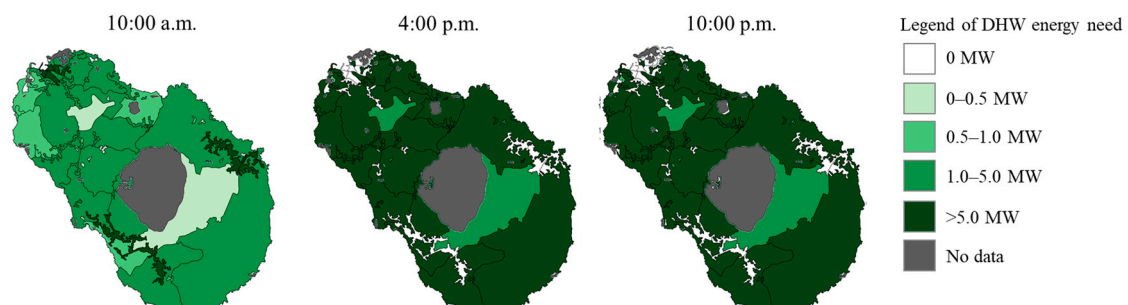 10:00 a.m.
4:00 p.m.
10:00 p.m.
Legend of DHW energy need
0 MW
0–0.5 MW
0.5–1.0 MW
1.0–5.0 MW
>5.0 MW
No data